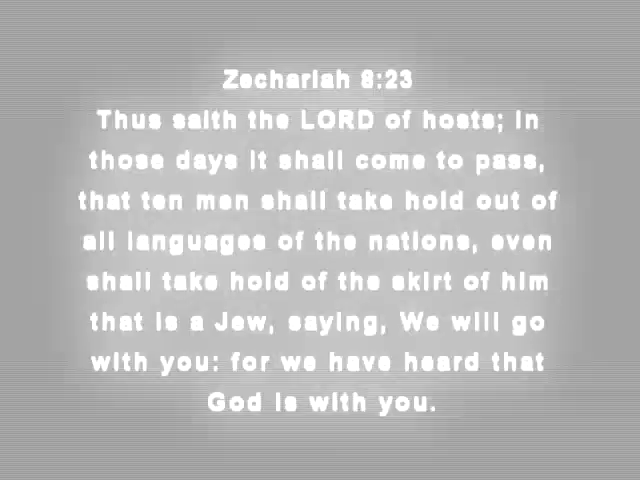 Zechariah 8:23
Thus saith the LORD of hosts; In
those days it shall come to pass,
that ten men shall take hold out of
all languages of the nations, even
shall take hold of the skirt of him
that is a Jew, saying, We will go
with you: for we have heard that
God is with you.